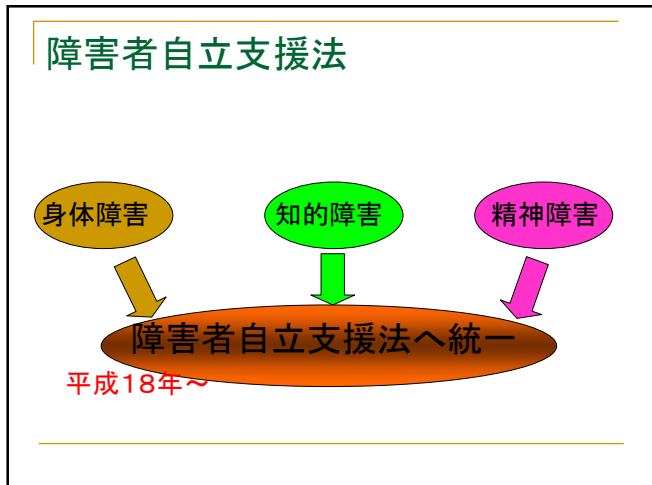 障害者自立支援法
身体障害
知的障害
精神障害
障害者自立支援法へ統一
平成18年～